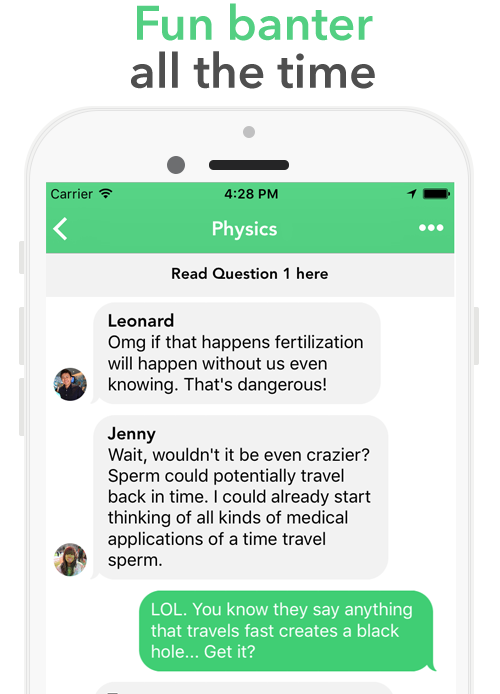 Fun banter
all the time
Carrier 4:28 PM
Physics
Read Question 1 here
Leonard
Omg if that happens fertilization
will happen without us even
knowing. That's dangerous!
Jenny
Wait, wouldn't it be even crazier?
Sperm could potentially travel
back in time. I could already start
thinking of all kinds of medical
applications of a time travel
sperm.
LOL. You know they say anything
that travels fast creates a black
hole... Get it?